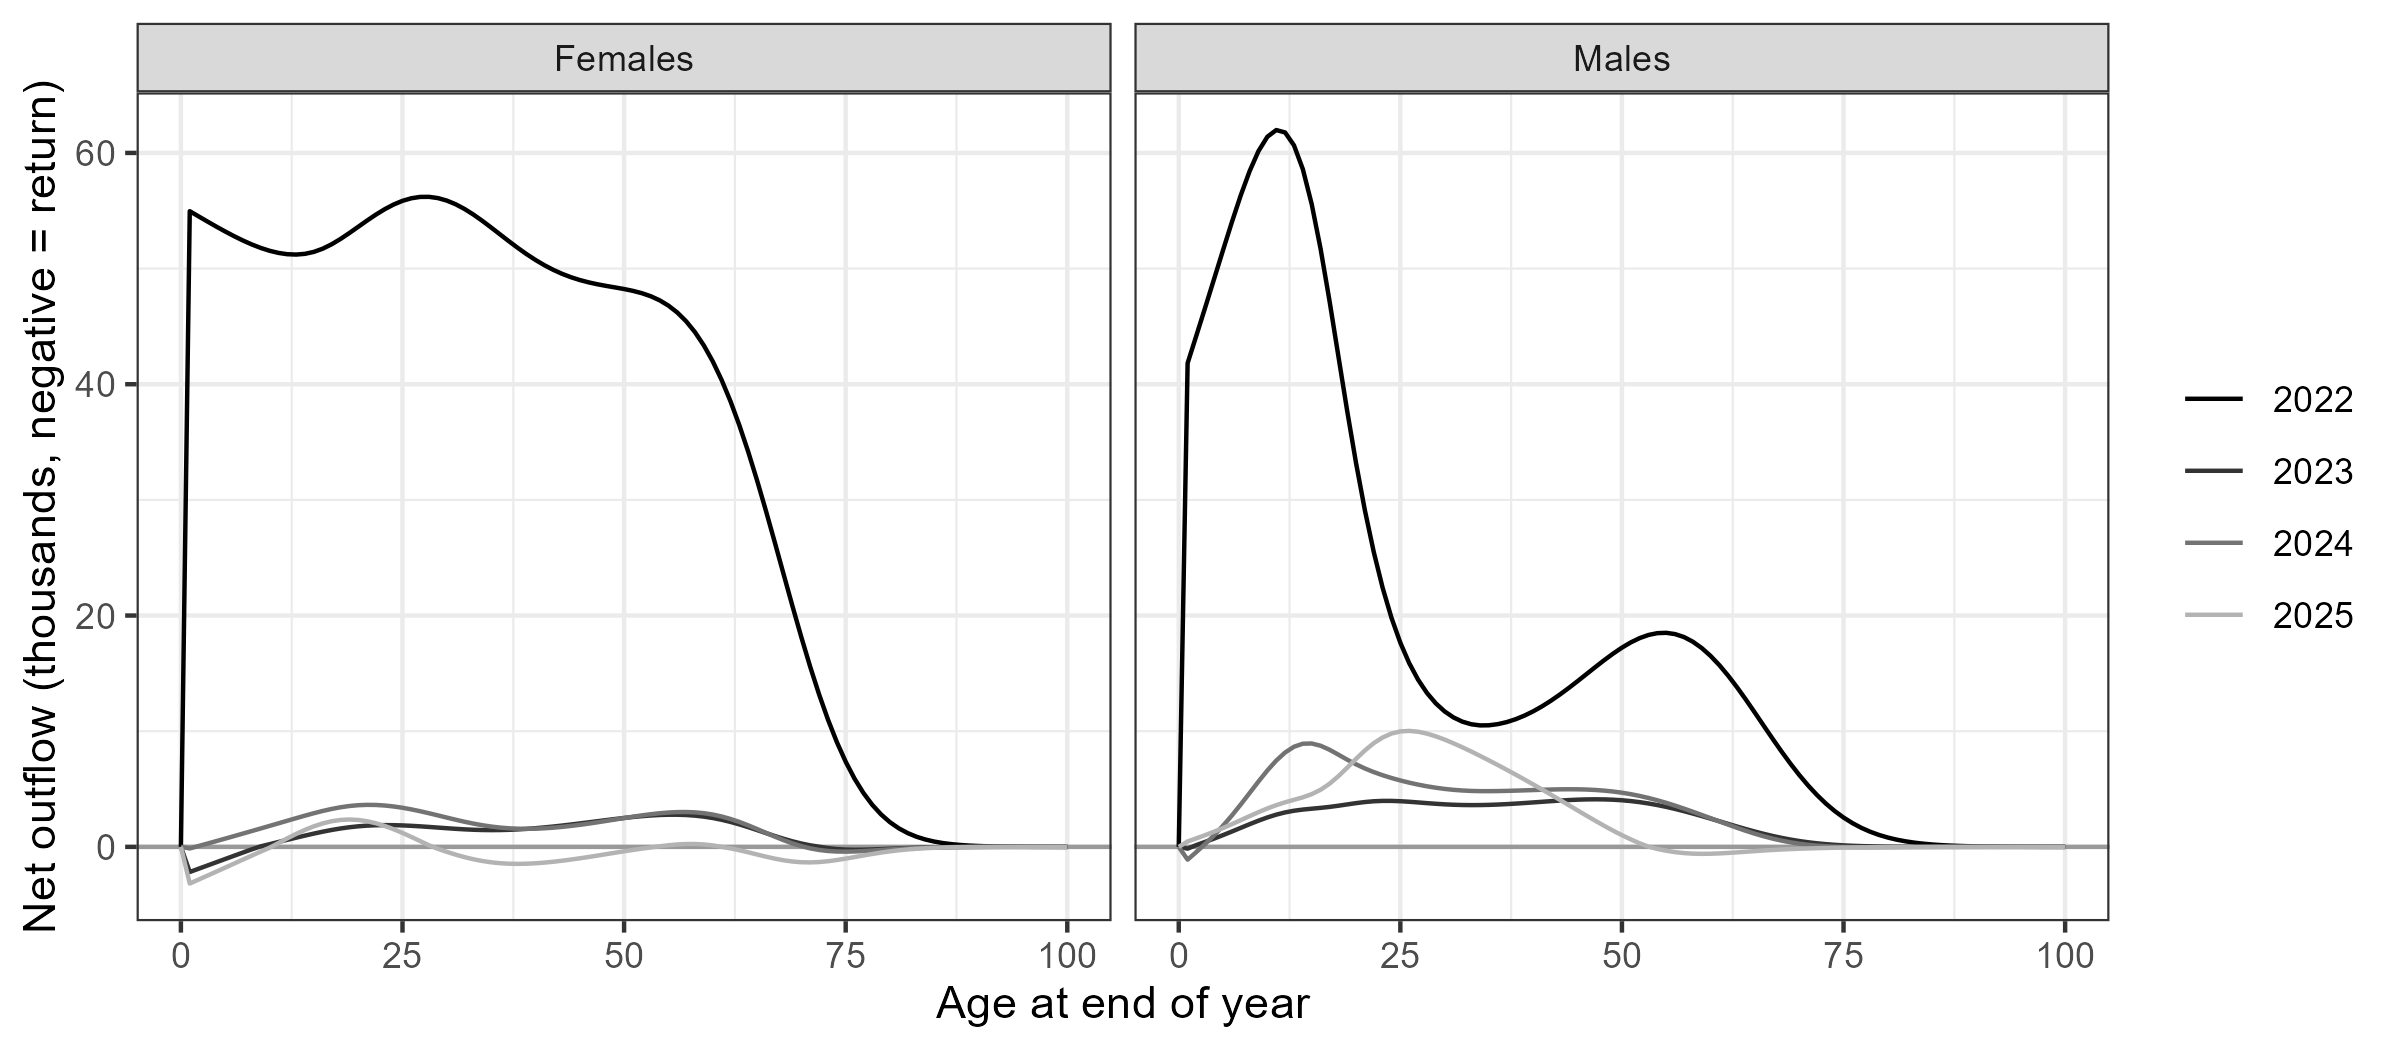 Females
Males
Net outflow (thousands, negative = return)
60
40
20
0
0 25 50 75 100
0 25 50 75 100
Age at end of year
2022
2023
2024
2025